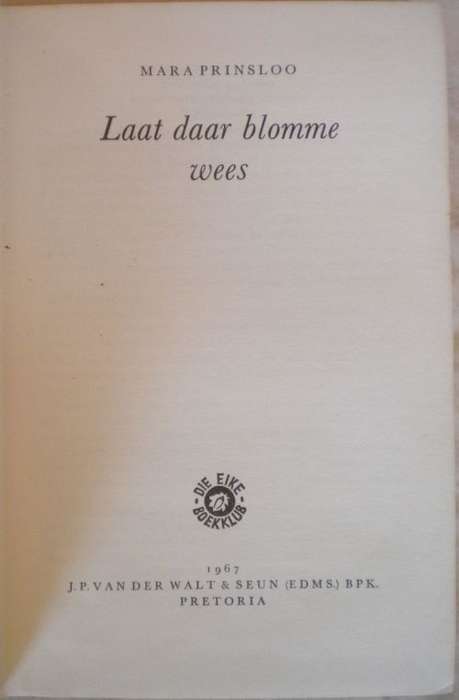 MARA PRINSLOO
Laat daar blomme
wees
DIE EIKE
BOEKKLUB
1967
J.P. VAN DER WALT & SEUN (EDMS.) BPK.
PRETORIA